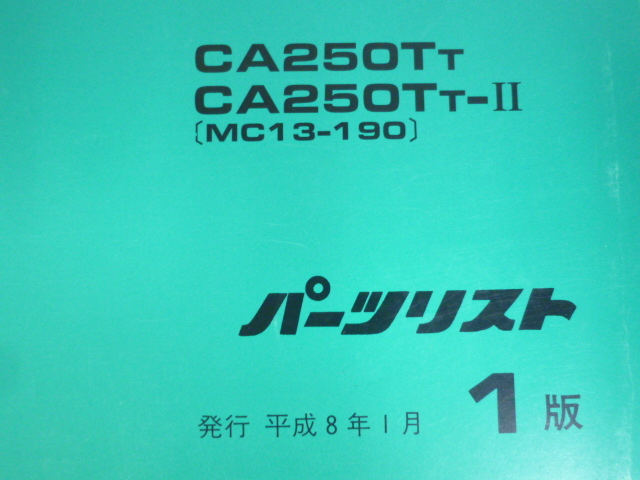 CA250TT
CA250TT-II
〔MC13-190〕
パーツリスト
発行 平成8年1月 1版